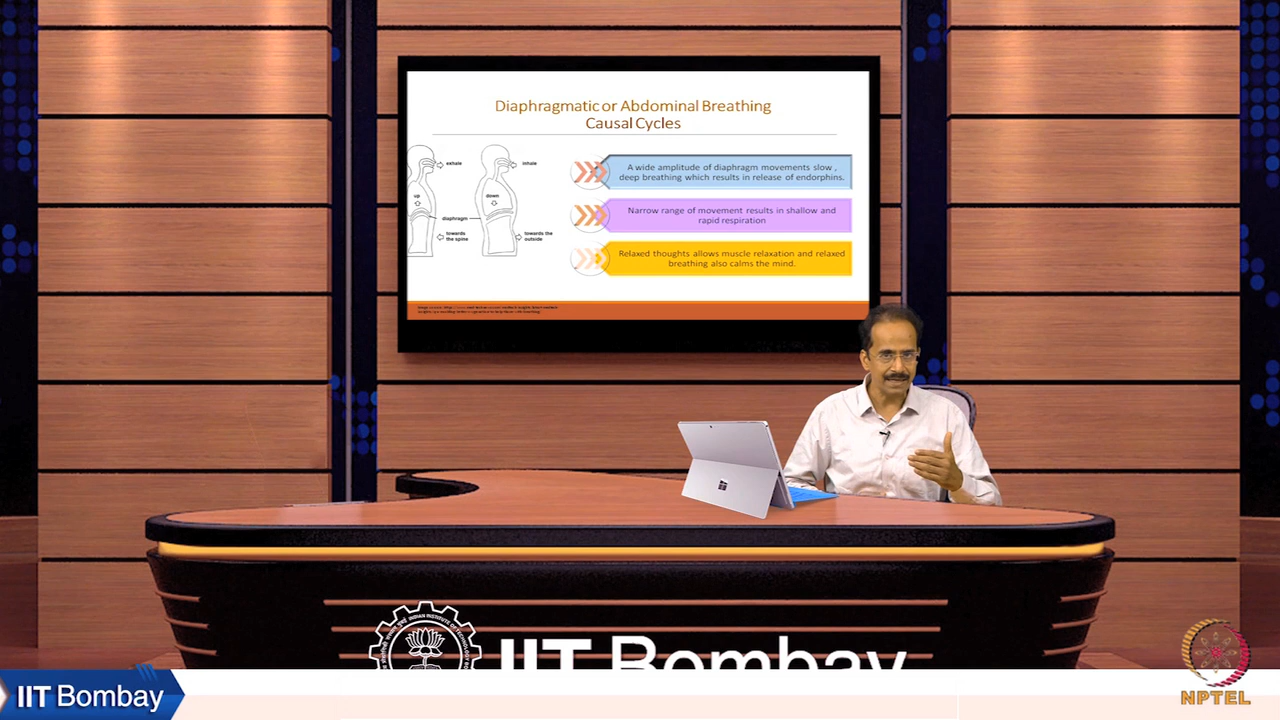 Diaphragmatic or Abdominal Breathing
Causal Cycles
exhale
inhale
up
down
diaphragm
towards
the spine
towards the
outside
A wide amplitude of diaphragm movements slow ,
deep breathing which results in release of endorphins.
Narrow range of movement results in shallow and
rapid respiration
Relaxed thoughts allows muscle relaxation and relaxed
breathing also calms the mind.
IIT Bombay
IIT Bombay
NPTEL